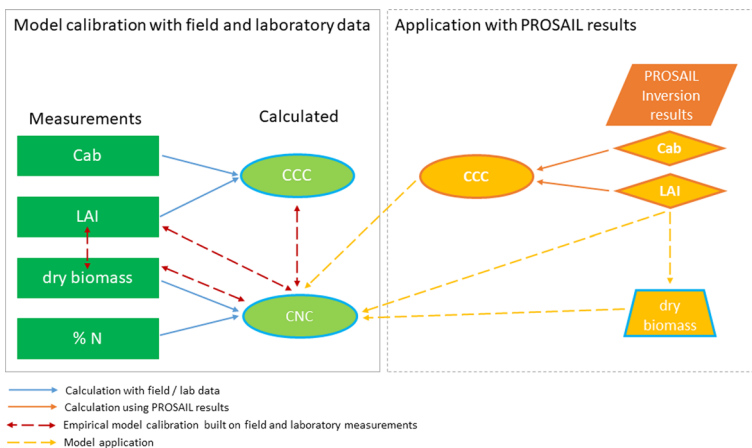 Model calibration with field and laboratory data
Application with PROSAIL results
PROSAIL
Inversion
results
Measurements
Calculated
Cab
Cab
CCC
CCC
LAI
LAI
dry biomass
dry
biomass
CNC
% N
Calculation with field / lab data
Calculation using PROSAIL results
Empirical model calibration built on field and laboratory measurements
Model application